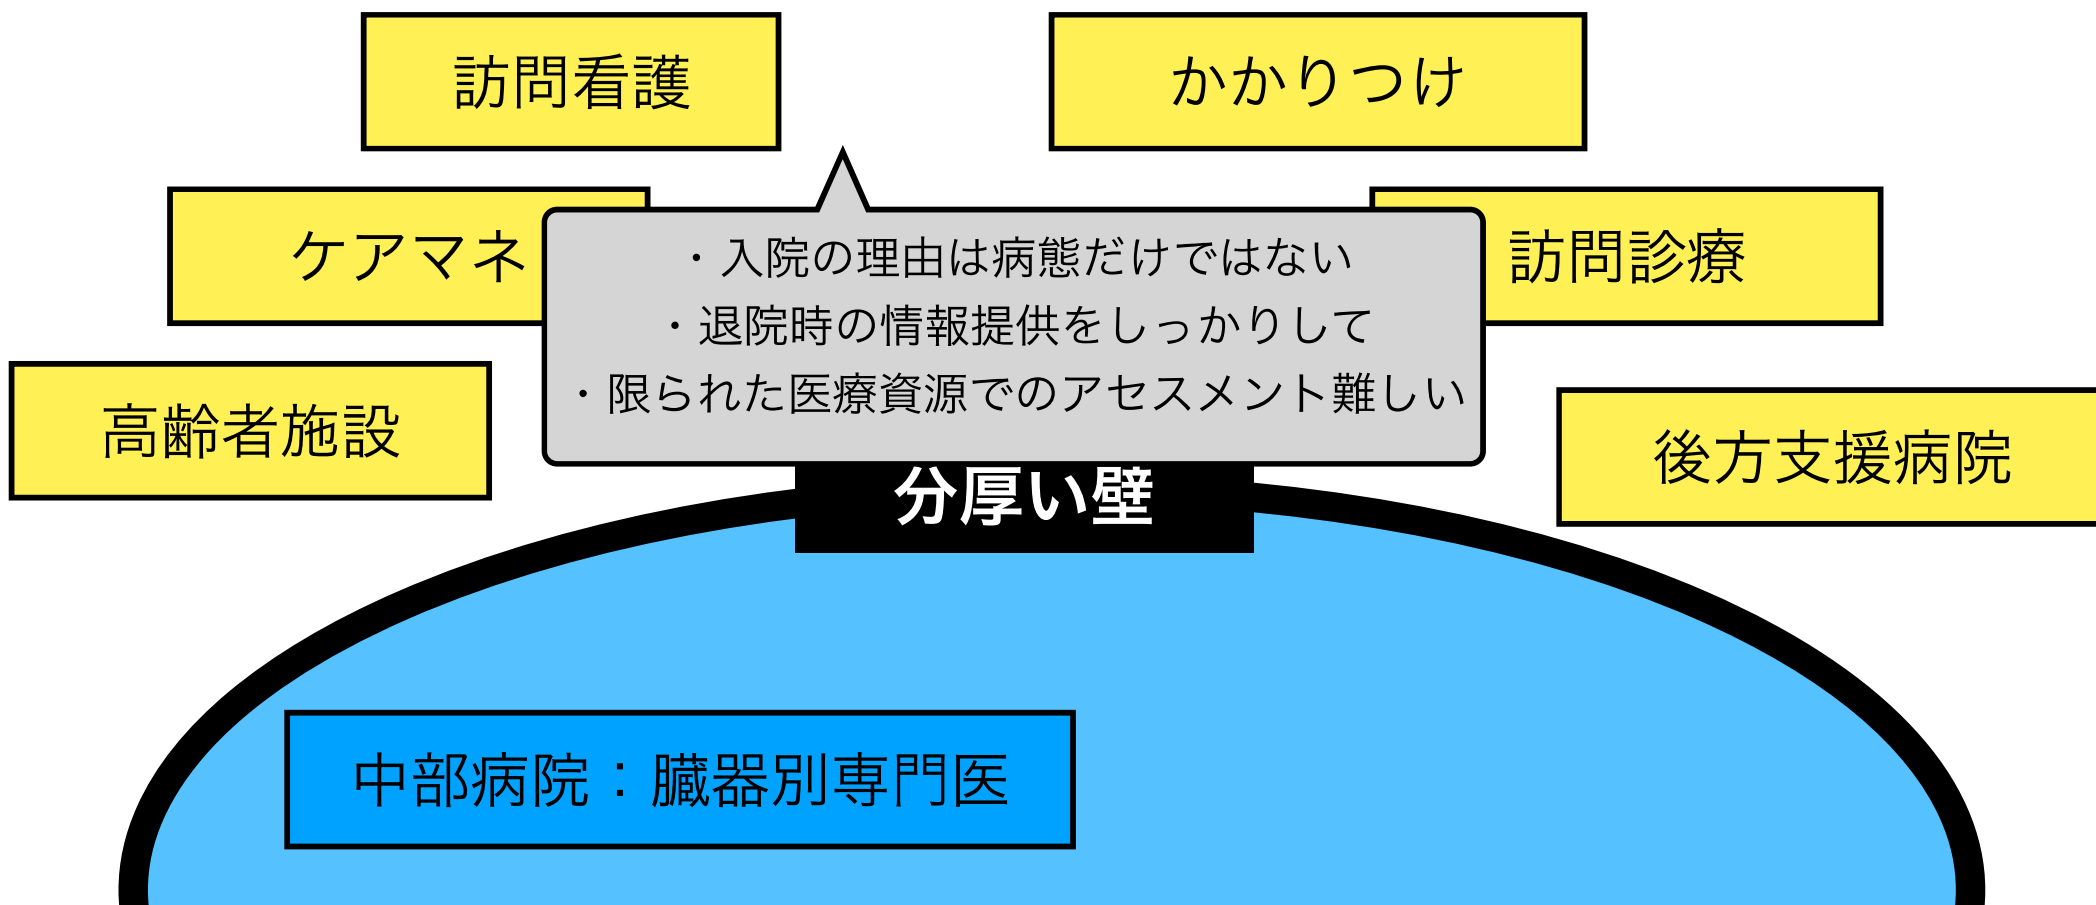 訪問看護
かかりつけ
ケアマネ
訪問診療
・入院の理由は病態だけではない
・退院時の情報提供をしっかりして
・限られた医療資源でのアセスメント難しい
高齢者施設
後方支援病院
分厚い壁
中部病院：臓器別専門医